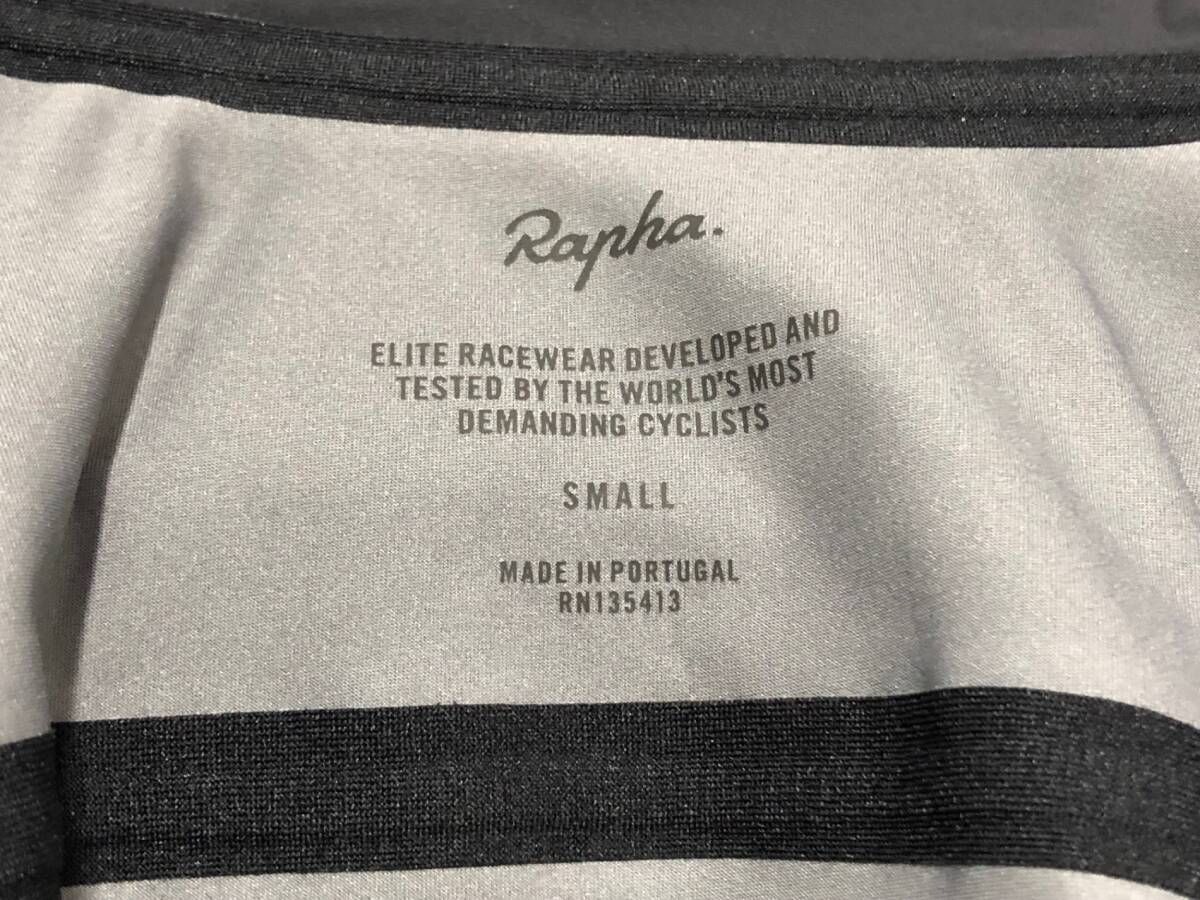 Rapha.
ELITE RACEWEAR DEVELOPED AND
TESTED BY THE WORLD'S MOST
DEMANDING CYCLISTS
SMALL
MADE IN PORTUGAL
RN135413